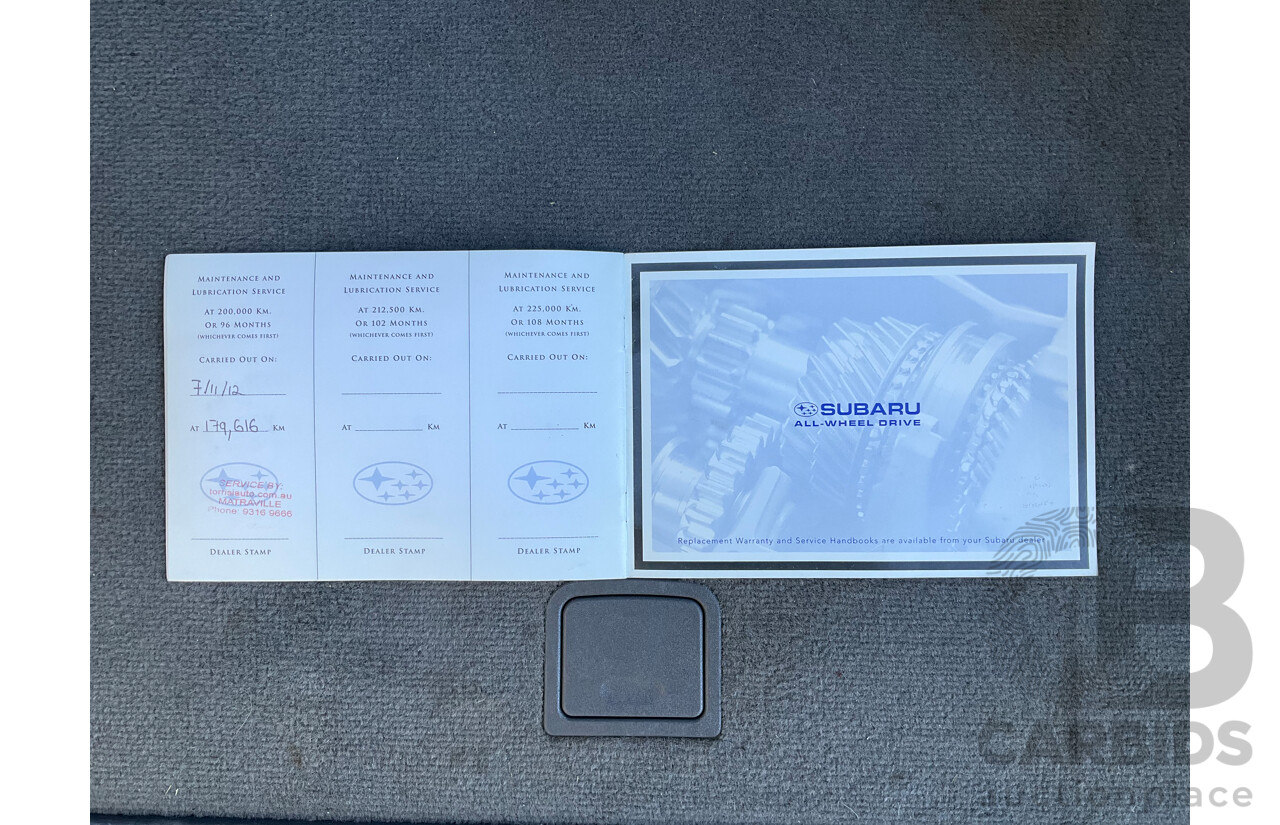 MAINTENANCE AND
LUBRICATION SERVICE
AT 200,000 KM.
OR 96 MONTHS
(WHICHEVER COMES FIRST)
CARRIED OUT ON:
7/11/12
AT 179,616 KM
SERVICE BY:
torrisiauto.com.au
MATRAVILLE
Phone: 9316 9666
DEALER STAMP
MAINTENANCE AND
LUBRICATION SERVICE
AT 212,500 KM.
OR 102 MONTHS
(WHICHEVER COMES FIRST)
CARRIED OUT ON:
AT KM
DEALER STAMP
MAINTENANCE AND
LUBRICATION SERVICE
AT 225,000 KM.
OR 108 MONTHS
(WHICHEVER COMES FIRST)
CARRIED OUT ON:
AT KM
DEALER STAMP
SUBARU
ALL-WHEEL DRIVE
Replacement Warranty and Service Handbooks are available from your Subaru dealer
CARBIDS
auctionplace